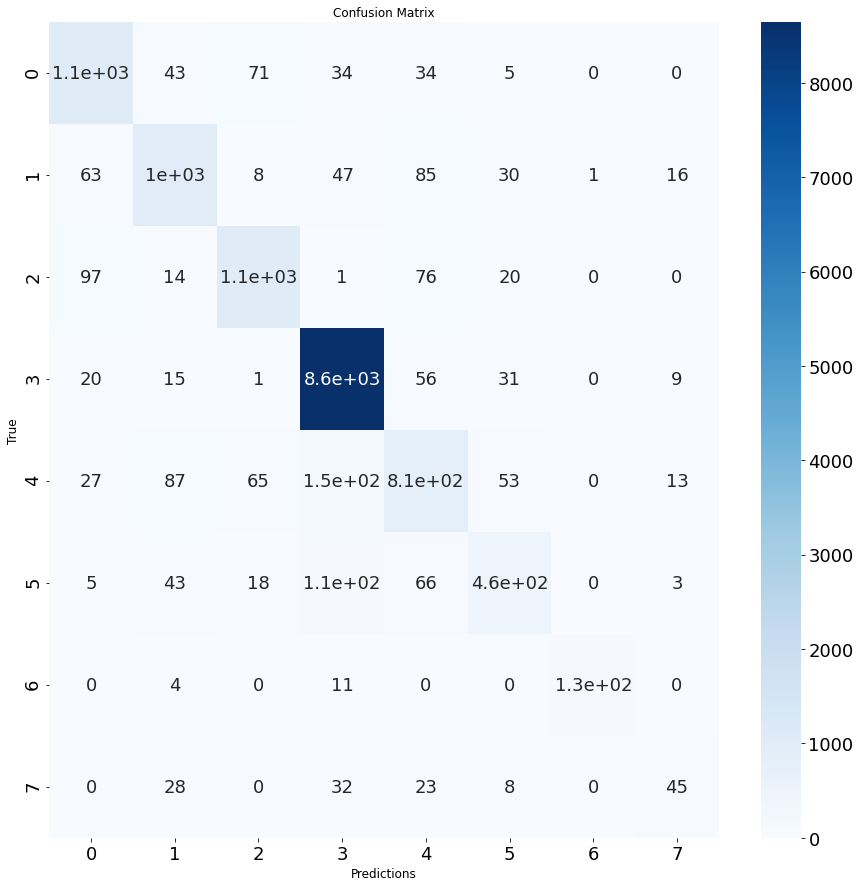 Confusion Matrix
0 1.1e+03 43 71 34 34 5 0 0
1 63 1e+03 8 47 85 30 1 16
2 97 14 1.1e+03 1 76 20 0 0
3 20 15 1 8.6e+03 56 31 0 9
True
4 27 87 65 1.5e+02 8.1e+02 53 0 13
5 5 43 18 1.1e+02 66 4.6e+02 0 3
6 0 4 0 11 0 0 1.3e+02 0
7 0 28 0 32 23 8 0 45
0 1 2 3 4 5 6 7
Predictions
8000
7000
6000
5000
4000
3000
2000
1000
0